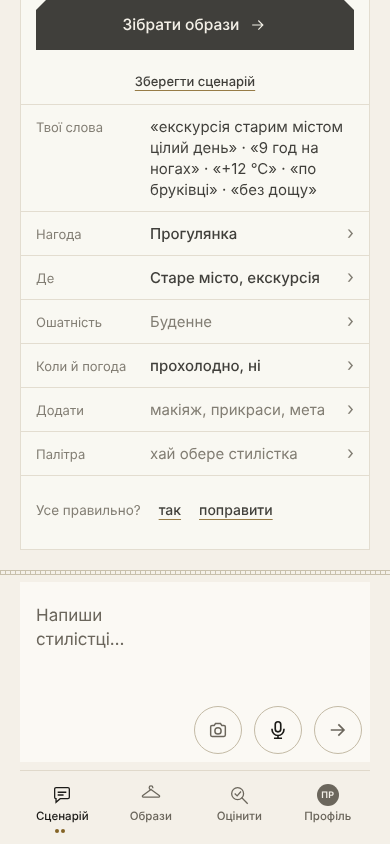 Зібрати образи →
Зберегти сценарій
Твої слова
«екскурсія старим містом
цілий день» · «9 год на
ногах» · «+12 °C» · «по
бруківці» · «без дощу»
Нагода
Прогулянка
Де
Старе місто, екскурсія
Ошатність
Буденне
Коли й погода
прохолодно, ні
Додати
макіяж, прикраси, мета
Палітра
хай обере стилістка
Усе правильно? так поправити
Напиши
стилістці...
Сценарій
Образи
Оцінити
ПР
Профіль